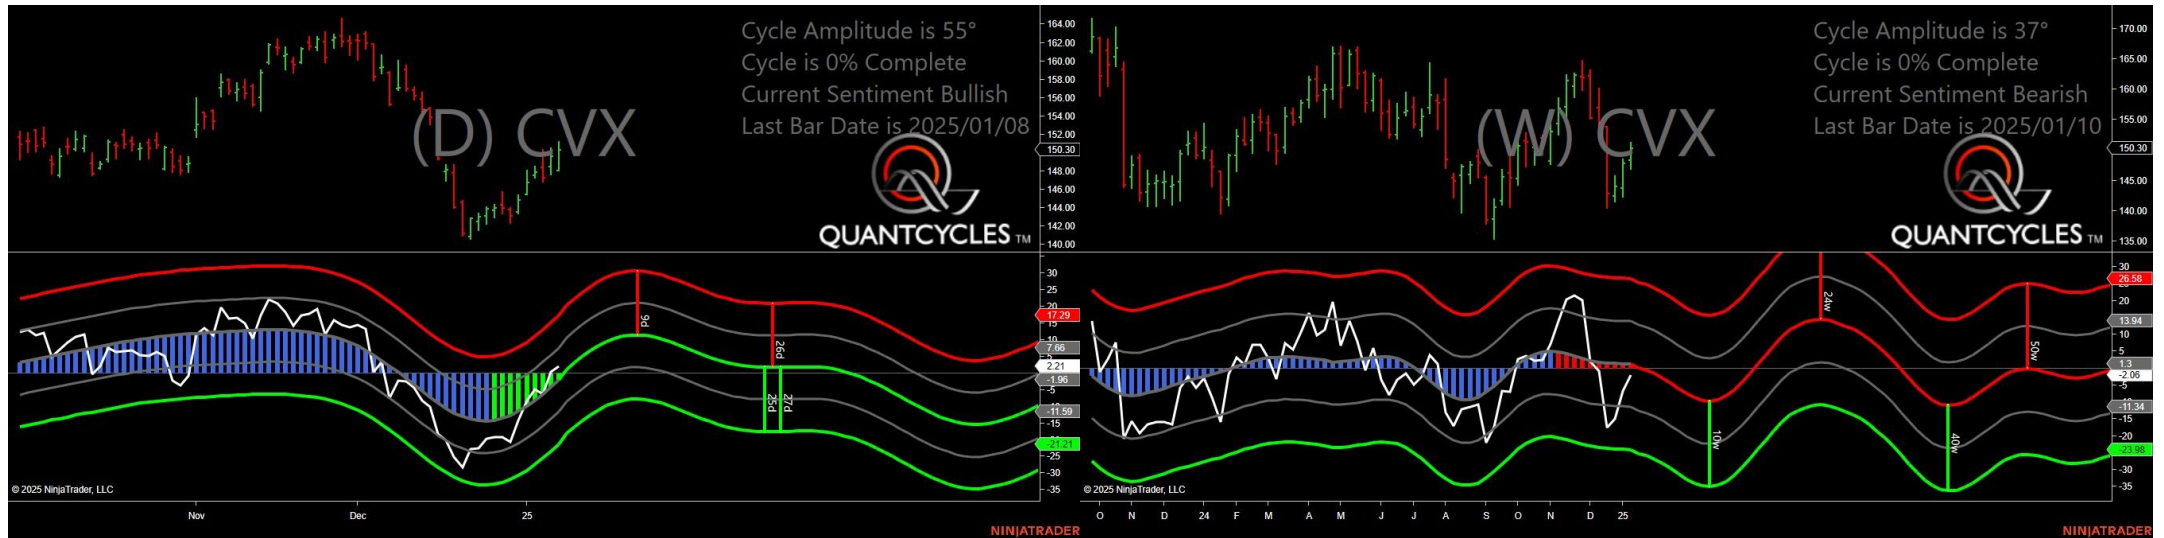 Cycle Amplitude is 55°
Cycle is 0% Complete
Current Sentiment Bullish
Last Bar Date is 2025/01/08
(D) CVX
QUANTCYCLES TM
164.00
162.00
160.00
158.00
156.00
154.00
152.00
150.30
148.00
146.00
144.00
142.00
140.00
30
25
20
17.29
15
7.66
2.21
-1.96
-5
-11.59
-15
-21.21
-25
-30
-35
9d
26d
25d
27d
© 2025 NinjaTrader, LLC
Nov
Dec
25
NINJATRADER
Cycle Amplitude is 37°
Cycle is 0% Complete
Current Sentiment Bearish
Last Bar Date is 2025/01/10
(W) CVX
QUANTCYCLES TM
170.00
165.00
160.00
155.00
150.30
145.00
140.00
135.00
30
26.58
20
13.94
10
5
1.3
-2.06
-5
-11.34
-15
-20
-23.98
-30
-35
24w
50w
10w
40w
© 2025 NinjaTrader, LLC
O N D 24 F M A M J J A S O N D 25
NINJATRADER